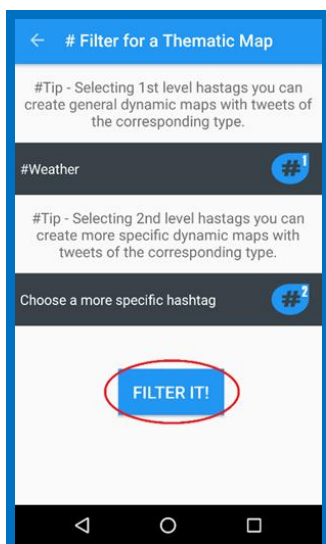 # Filter for a Thematic Map
#Tip - Selecting 1st level hastags you can
create general dynamic maps with tweets of
the corresponding type.
#Weather
#1
#Tip - Selecting 2nd level hastags you can
create more specific dynamic maps with
tweets of the corresponding type.
Choose a more specific hashtag
#2
FILTER IT!